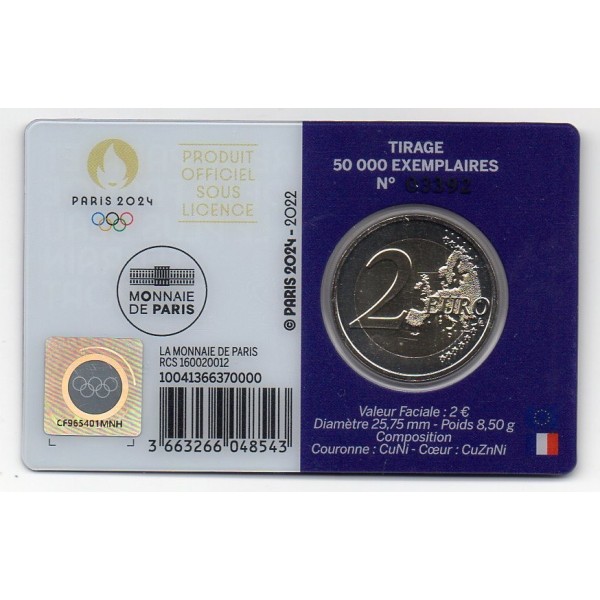 PARIS 2024
PRODUIT
OFFICIEL
SOUS
LICENCE
© PARIS 2024 - 2022
MONNAIE
DE PARIS
LA MONNAIE DE PARIS
RCS 160020012
10041366370000
CF965401MNH
3 663266 048543
TIRAGE
50 000 EXEMPLAIRES
N° 03392
2 EURO
Valeur Faciale : 2 €
Diamètre 25,75 mm - Poids 8,50 g
Composition
Couronne : CuNi - Cœur : CuZnNi